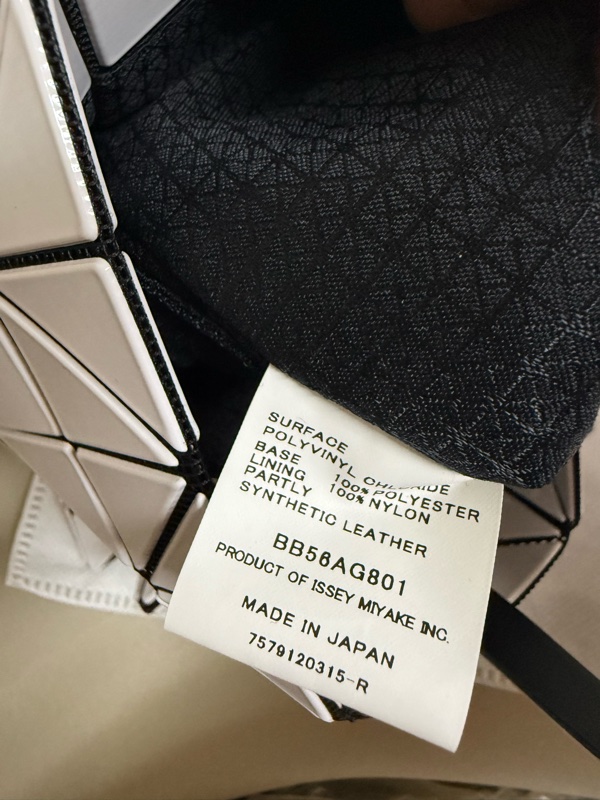 SURFACE
POLYVINYL CHLORIDE
BASE 100% POLYESTER
LINING 100% NYLON
PARTLY
SYNTHETIC LEATHER
BB56AG801
PRODUCT OF ISSEY MIYAKE INC.
MADE IN JAPAN
7579120315-R